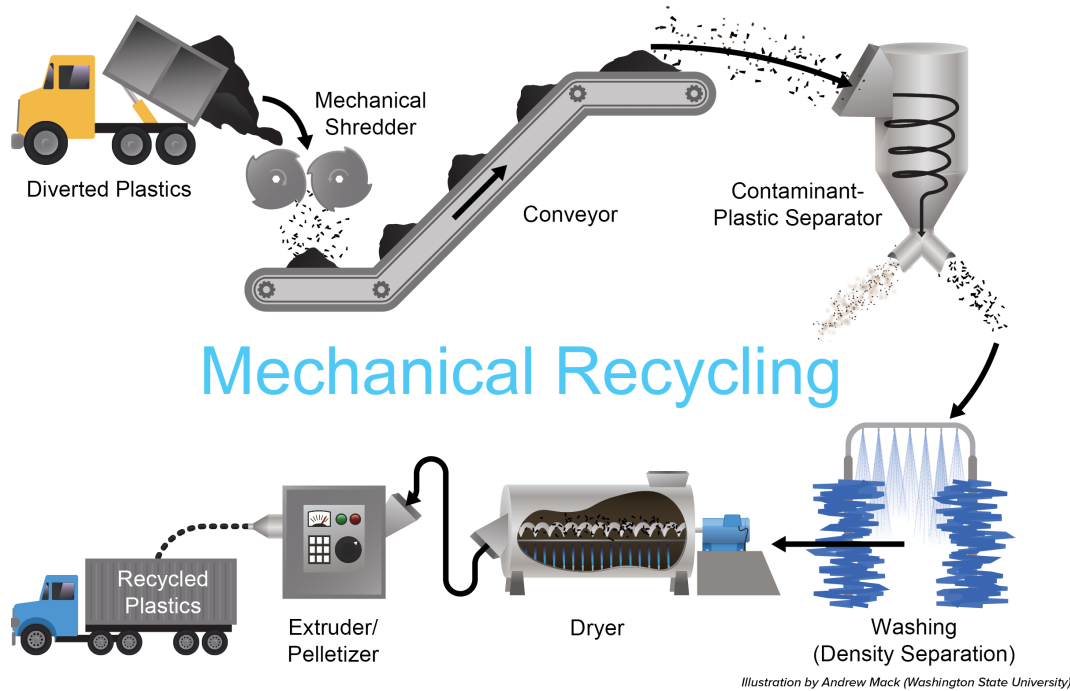 Mechanical
Shredder
Diverted Plastics
Conveyor
Contaminant-
Plastic Separator
Mechanical Recycling
Recycled
Plastics
Extruder/
Pelletizer
Dryer
Washing
(Density Separation)
Illustration by Andrew Mack (Washington State University)